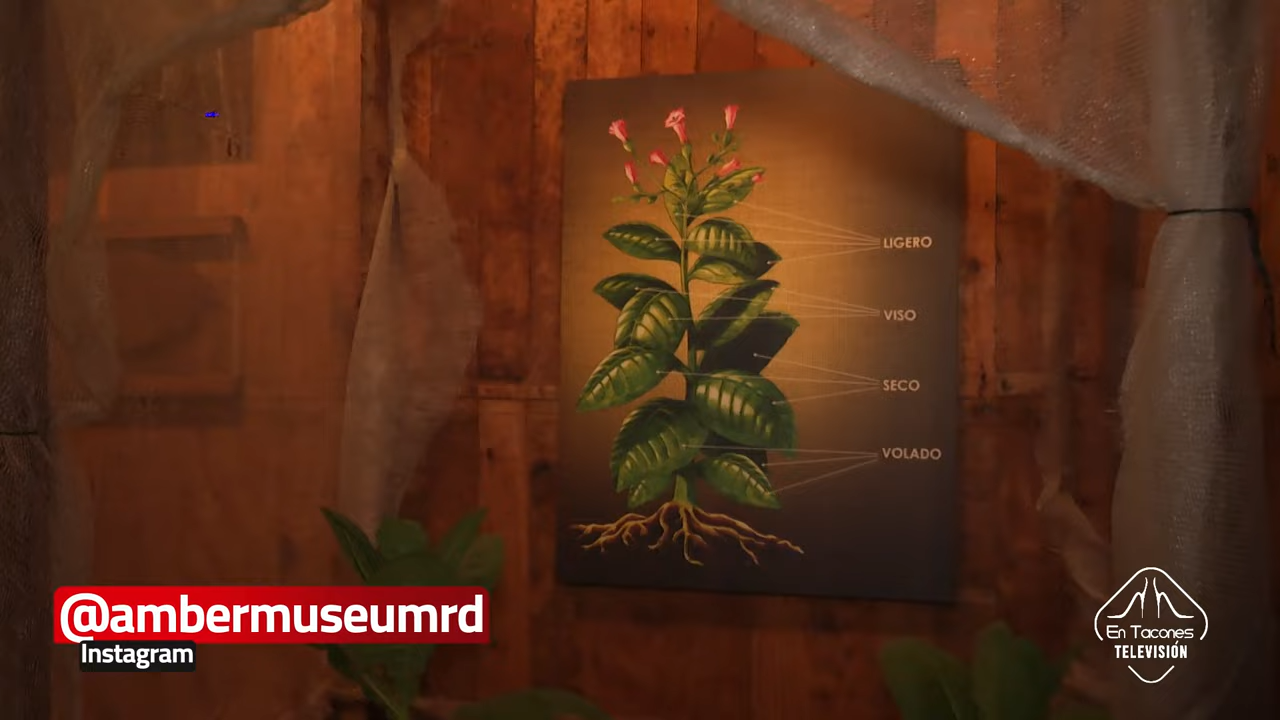 LIGERO
VISO
SECO
VOLADO
@ambermuseumrd
Instagram
En Tacones
TELEVISIÓN